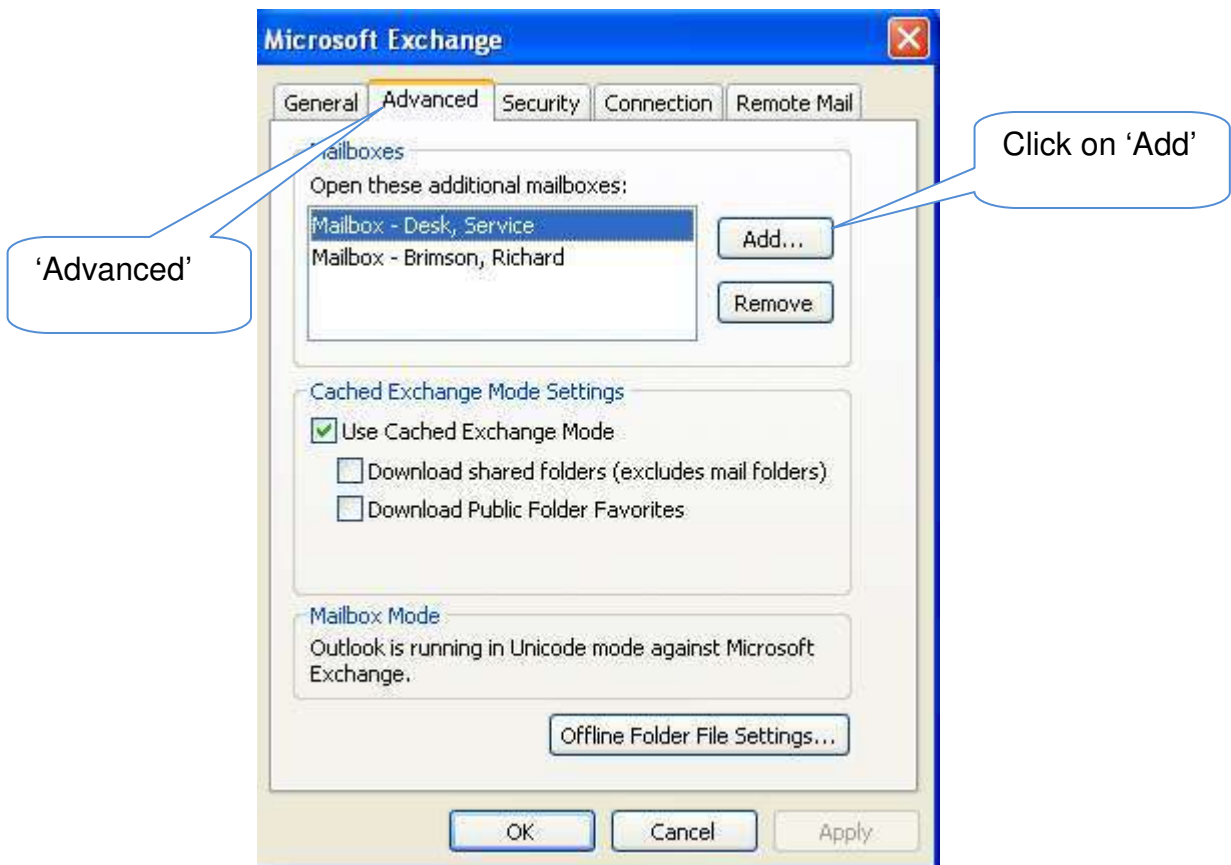 Microsoft Exchange
General Advanced Security Connection Remote Mail
Click on ‘Add’
Mailboxes
Open these additional mailboxes:
Mailbox - Desk, Service
Mailbox - Brimson, Richard
Add...
Remove
‘Advanced’
Cached Exchange Mode Settings
Use Cached Exchange Mode
Download shared folders (excludes mail folders)
Download Public Folder Favorites
Mailbox Mode
Outlook is running in Unicode mode against Microsoft
Exchange.
Offline Folder File Settings...
OK Cancel Apply